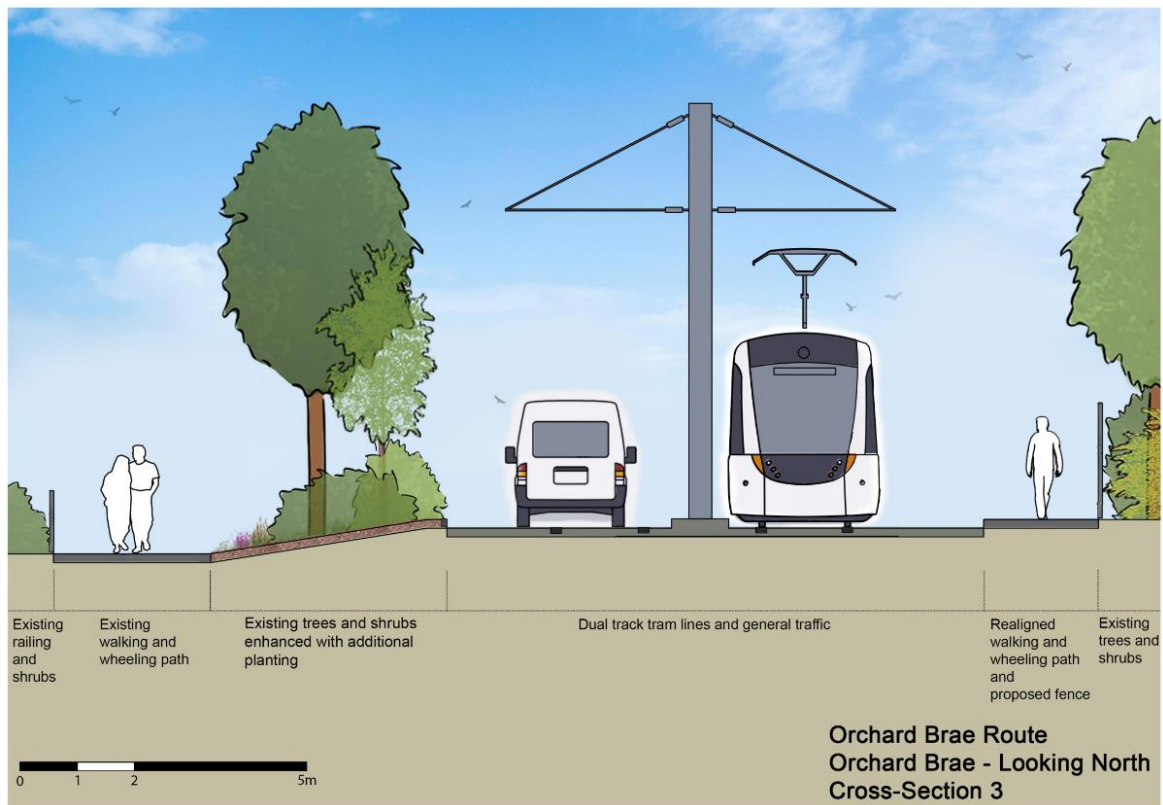 Existing
railing
and
shrubs
Existing
walking and
wheeling path
Existing trees and shrubs
enhanced with additional
planting
Dual track tram lines and general traffic
Realigned
walking and
wheeling path
and
proposed fence
Existing
trees and
shrubs
0 1 2 5m
Orchard Brae Route
Orchard Brae - Looking North
Cross-Section 3